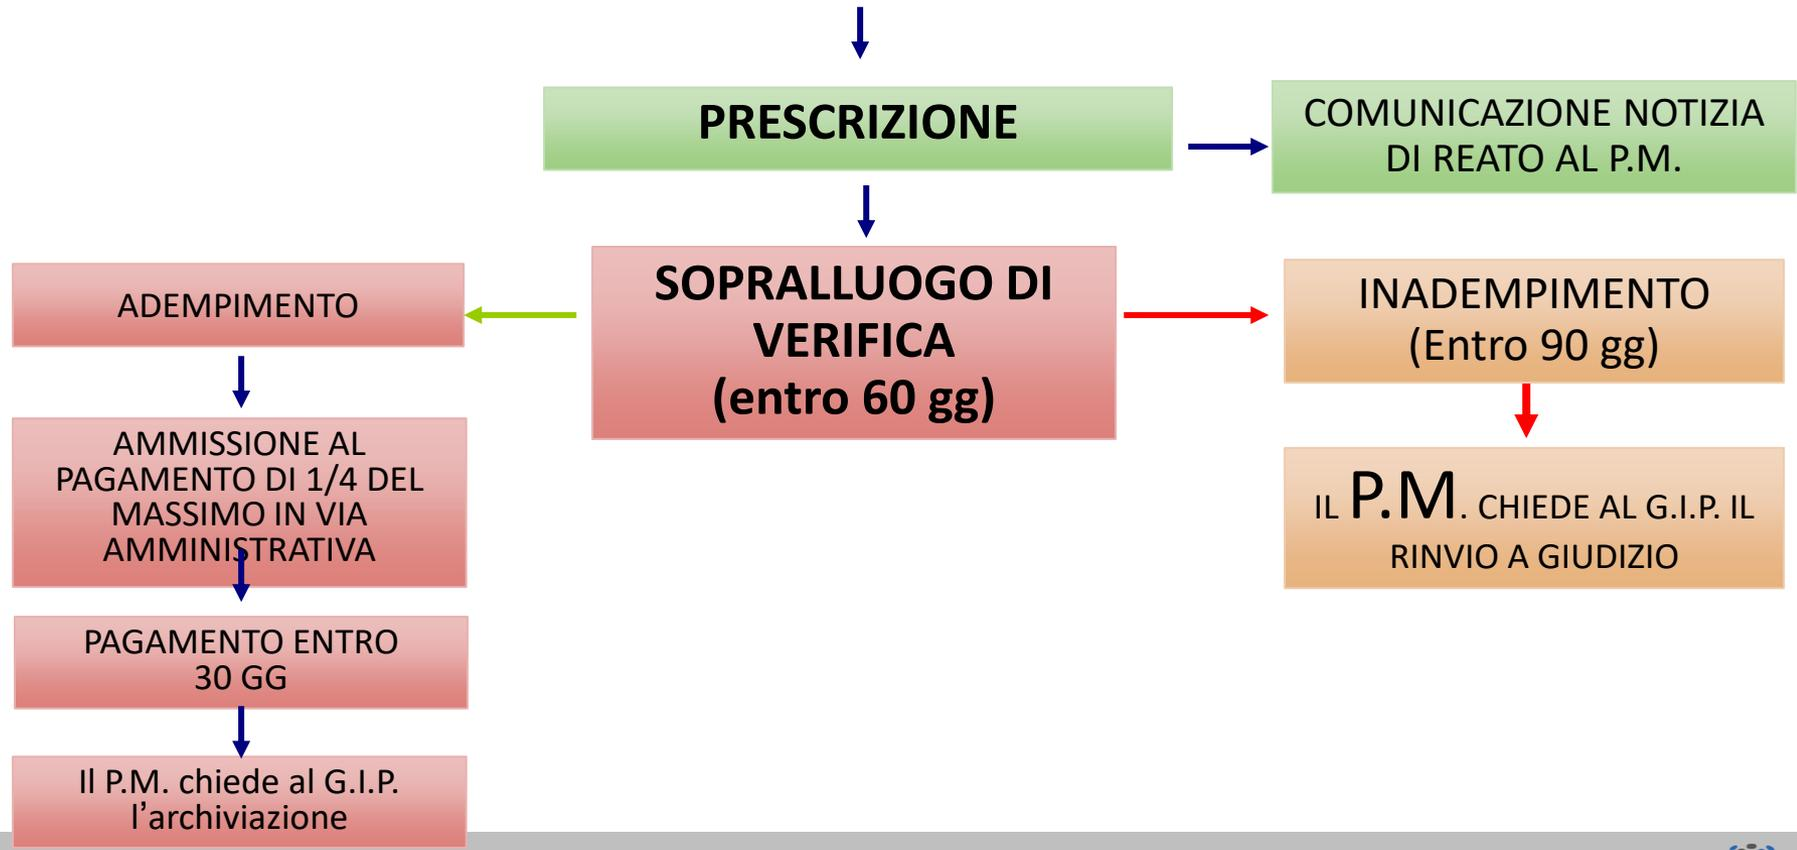 PRESCRIZIONE
COMUNICAZIONE NOTIZIA
DI REATO AL P.M.
ADEMPIMENTO
SOPRALLUOGO DI
VERIFICA
(entro 60 gg)
INADEMPIMENTO
(Entro 90 gg)
AMMISSIONE AL
PAGAMENTO DI 1/4 DEL
MASSIMO IN VIA
AMMINISTRATIVA
IL P.M. CHIEDE AL G.I.P. IL
RINVIO A GIUDIZIO
PAGAMENTO ENTRO
30 GG
Il P.M. chiede al G.I.P.
l’archiviazione